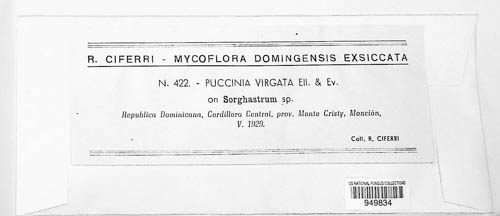 R. CIFERRI - MYCOFLORA DOMINGENSIS EXSICCATA
N. 422. - PUCCINIA VIRGATA Ell. & Ev.
on Sorghastrum sp.
Republica Dominicana, Cordillera Central, prov. Monte Cristy, Monción,
V. 1929.
Coll. R. CIFERRI
US NATIONAL FUNGUS COLLECTIONS
949834